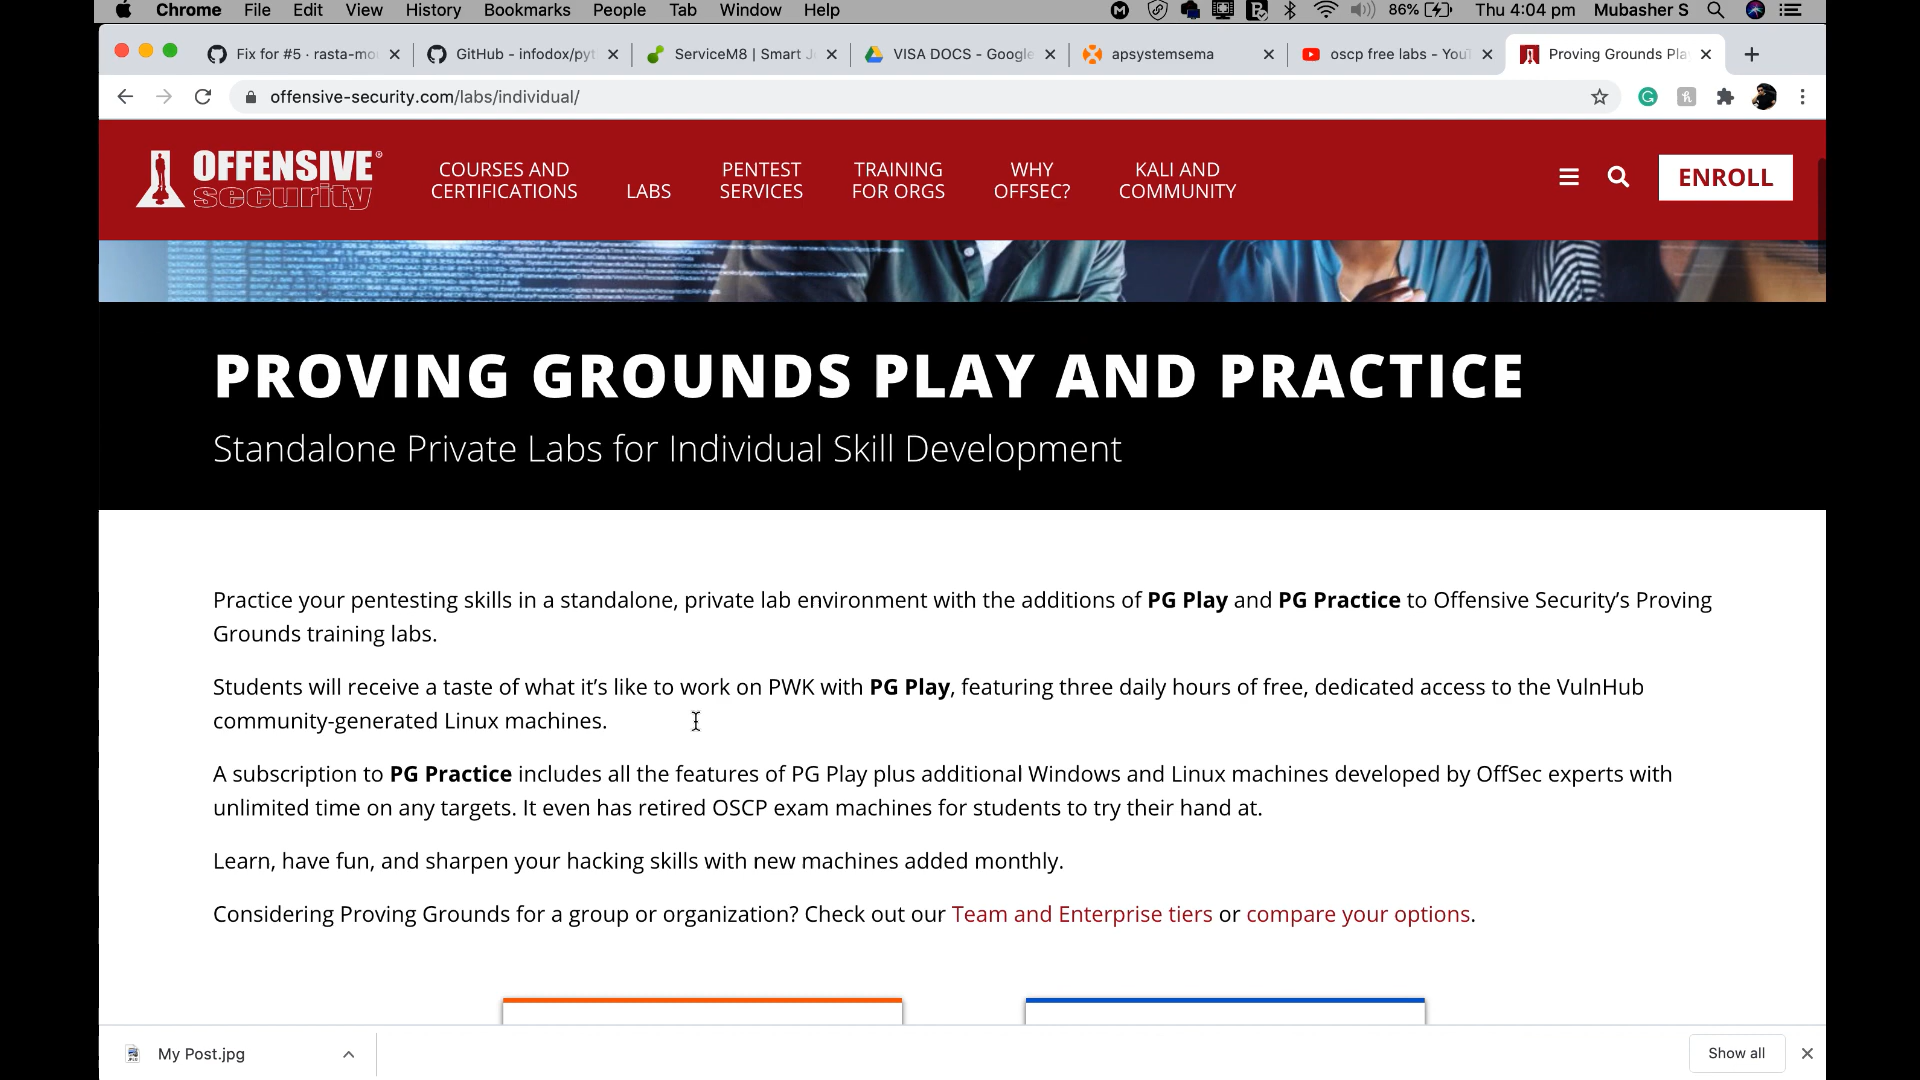 Chrome File Edit View History Bookmarks People Tab Window Help 86% Thu 4:04 pm Mubasher S
Fix for #5 · rasta-mo GitHub - infodox/pyt ServiceM8 | Smart J VISA DOCS - Google apsystemsema oscp free labs - YouT Proving Grounds Pla
offensive-security.com/labs/individual/
OFFENSIVE® security
COURSES AND CERTIFICATIONS
LABS
PENTEST SERVICES
TRAINING FOR ORGS
WHY OFFSEC?
KALI AND COMMUNITY
ENROLL
PROVING GROUNDS PLAY AND PRACTICE
Standalone Private Labs for Individual Skill Development
Practice your pentesting skills in a standalone, private lab environment with the additions of PG Play and PG Practice to Offensive Security’s Proving
Grounds training labs.
Students will receive a taste of what it’s like to work on PWK with PG Play, featuring three daily hours of free, dedicated access to the VulnHub
community-generated Linux machines.
A subscription to PG Practice includes all the features of PG Play plus additional Windows and Linux machines developed by OffSec experts with
unlimited time on any targets. It even has retired OSCP exam machines for students to try their hand at.
Learn, have fun, and sharpen your hacking skills with new machines added monthly.
Considering Proving Grounds for a group or organization? Check out our Team and Enterprise tiers or compare your options.
My Post.jpg
Show all